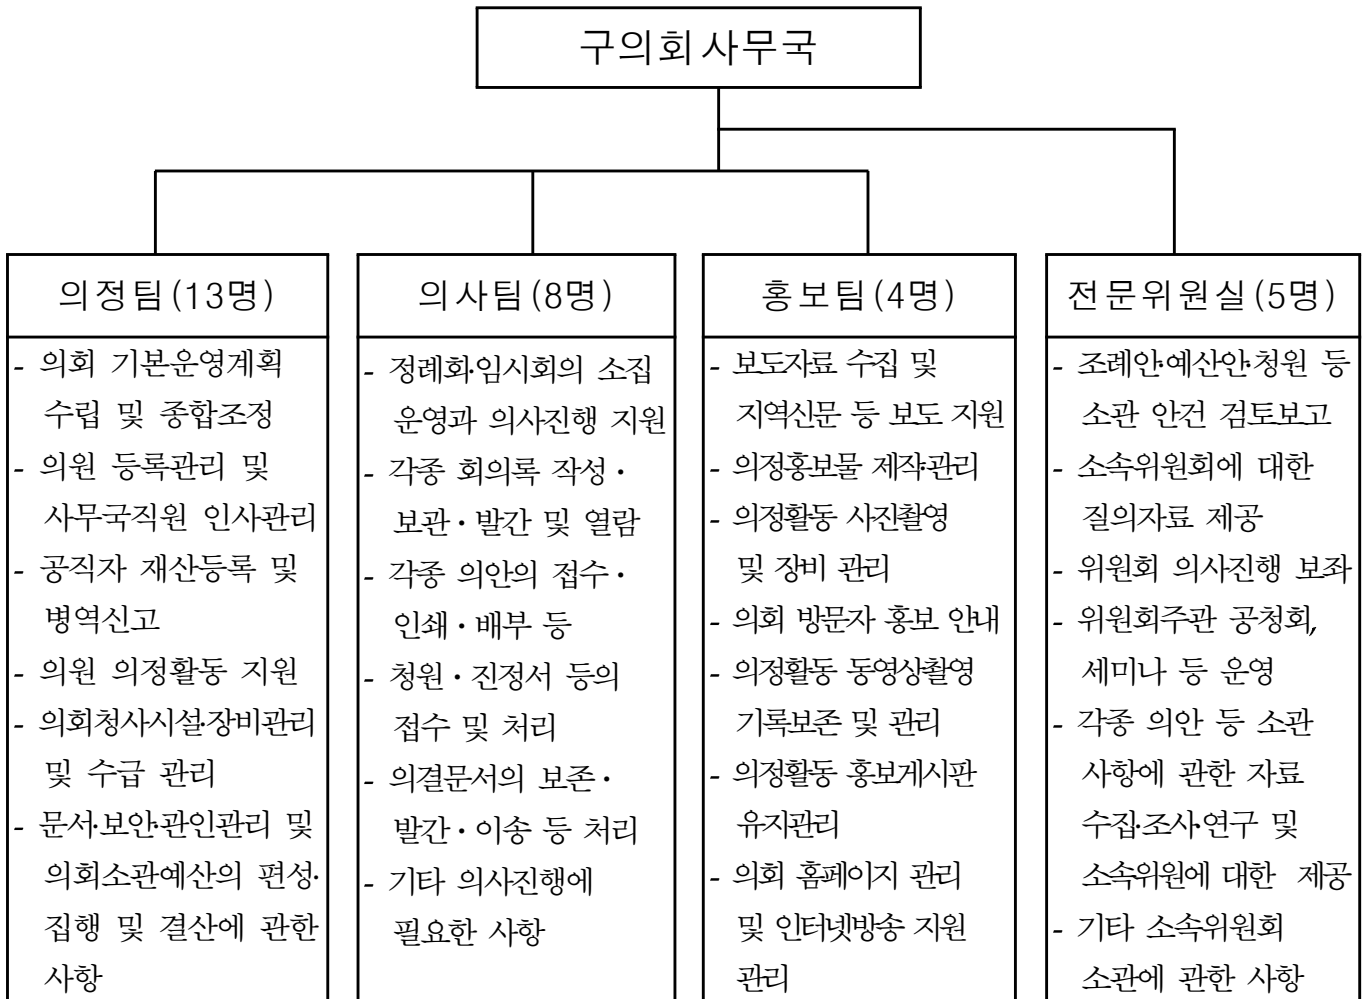 구의회 사무국
의정팀(13명)
- 의회 기본운영계획
수립 및 종합조정
- 의원 등록관리 및
사무국직원 인사관리
- 공직자 재산등록 및
병역신고
- 의원 의정활동 지원
- 의회청사시설·장비관리
및 수급 관리
- 문서·보안·관인관리 및
의회소관예산의 편성·
집행 및 결산에 관한
사항
의사팀(8명)
- 정례회·임시회의 소집
운영과 의사진행 지원
- 각종 회의록 작성·
보관·발간 및 열람
- 각종 의안의 접수·
인쇄·배부 등
- 청원·진정서 등의
접수 및 처리
- 의결문서의 보존·
발간·이송 등 처리
- 기타 의사진행에
필요한 사항
홍보팀(4명)
- 보도자료 수집 및
지역신문 등 보도 지원
- 의정홍보물 제작·관리
- 의정활동 사진촬영
및 장비 관리
- 의회 방문자 홍보 안내
- 의정활동 동영상촬영
기록보존 및 관리
- 의정활동 홍보게시판
유지관리
- 의회 홈페이지 관리
및 인터넷방송 지원
관리
전문위원실(5명)
- 조례안·예산안·청원 등
소관 안건 검토보고
- 소속위원회에 대한
질의자료 제공
- 위원회 의사진행 보좌
- 위원회주관 공청회,
세미나 등 운영
- 각종 의안 등 소관
사항에 관한 자료
수집·조사·연구 및
소속위원에 대한 제공
- 기타 소속위원회
소관에 관한 사항